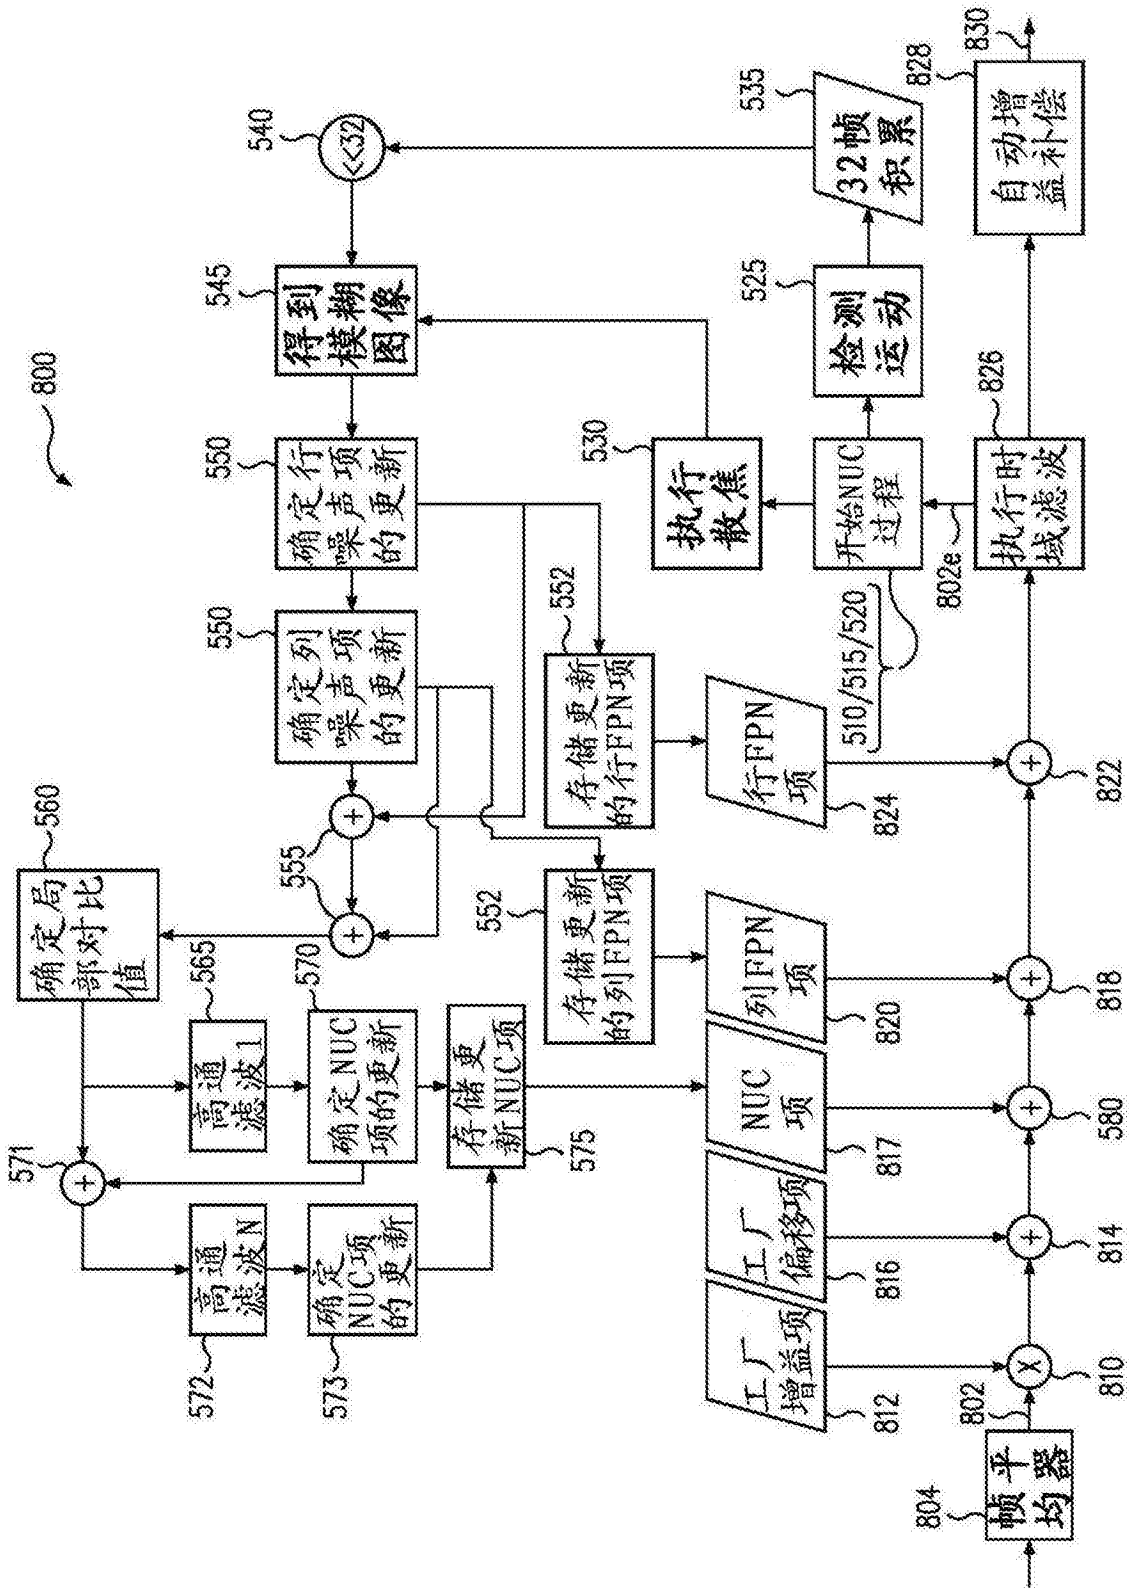 800
540
<<32
545
得到
模糊
图像
550
确定行
噪声项
的更新
550
确定列
噪声项
的更新
555
560
确定局
部对比
值
571
565
高通
滤波1
570
确定NUC
项的更新
572
高通
滤波N
573
确定
NUC项
的更新
575
存储更
新NUC项
552
存储更新
的列FPN项
552
存储更新
的行FPN项
530
执行
散焦
525
检测
运动
535
32帧
积累
510/515/520
开始NUC
过程
802e
804
帧平
均器
802
810
812
工厂
增益项
814
816
工厂
偏移项
580
817
NUC
项
818
820
列FPN
项
822
824
行FPN
项
826
执行时
域滤波
828
自动增
益补偿
830